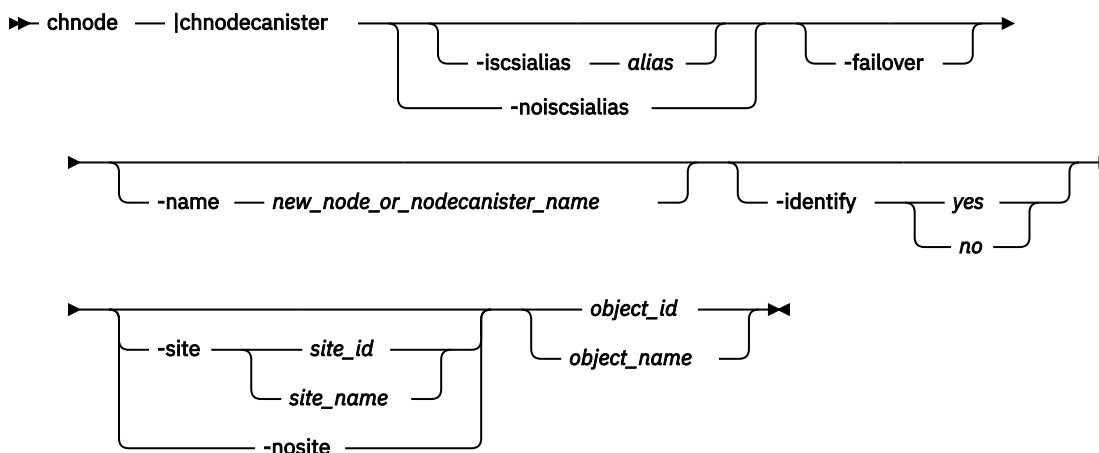 chnode |chnodecanister
-iscsialias alias -failover
-noiscsialias
-name new_node_or_nodecanister_name -identify yes
no
object_id
-site site_id object_name
site_name
-nosite